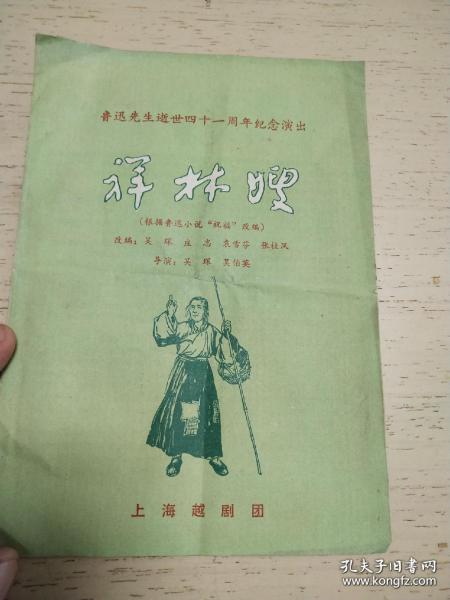 鲁迅先生逝世四十一周年纪念演出
祥林嫂
(根据鲁迅小说“祝福”改编)
改编:吴琛 庄志 袁雪芬 张桂凤
导演:吴琛 吴伯英
上海越剧团
孔夫子旧书网
www.kongfz.com